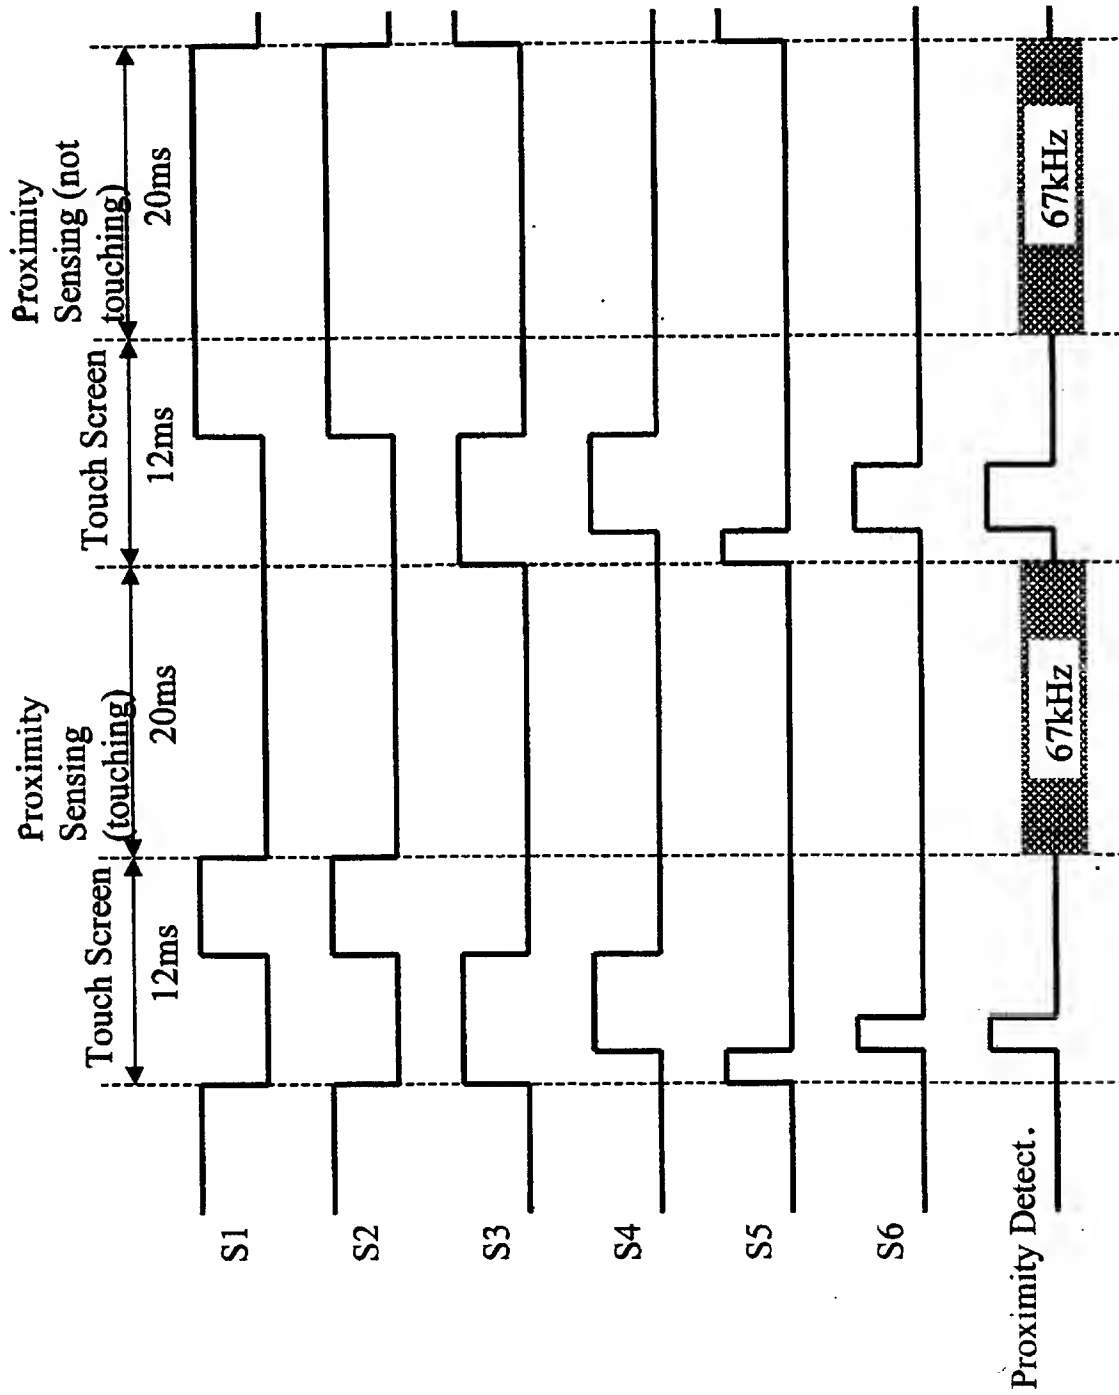 Touch Screen
12ms
Proximity
Sensing
(touching)
20ms
Touch Screen
12ms
Proximity
Sensing (not
touching)
20ms
S1
S2
S3
S4
S5
S6
Proximity Detect.
67kHz
67kHz